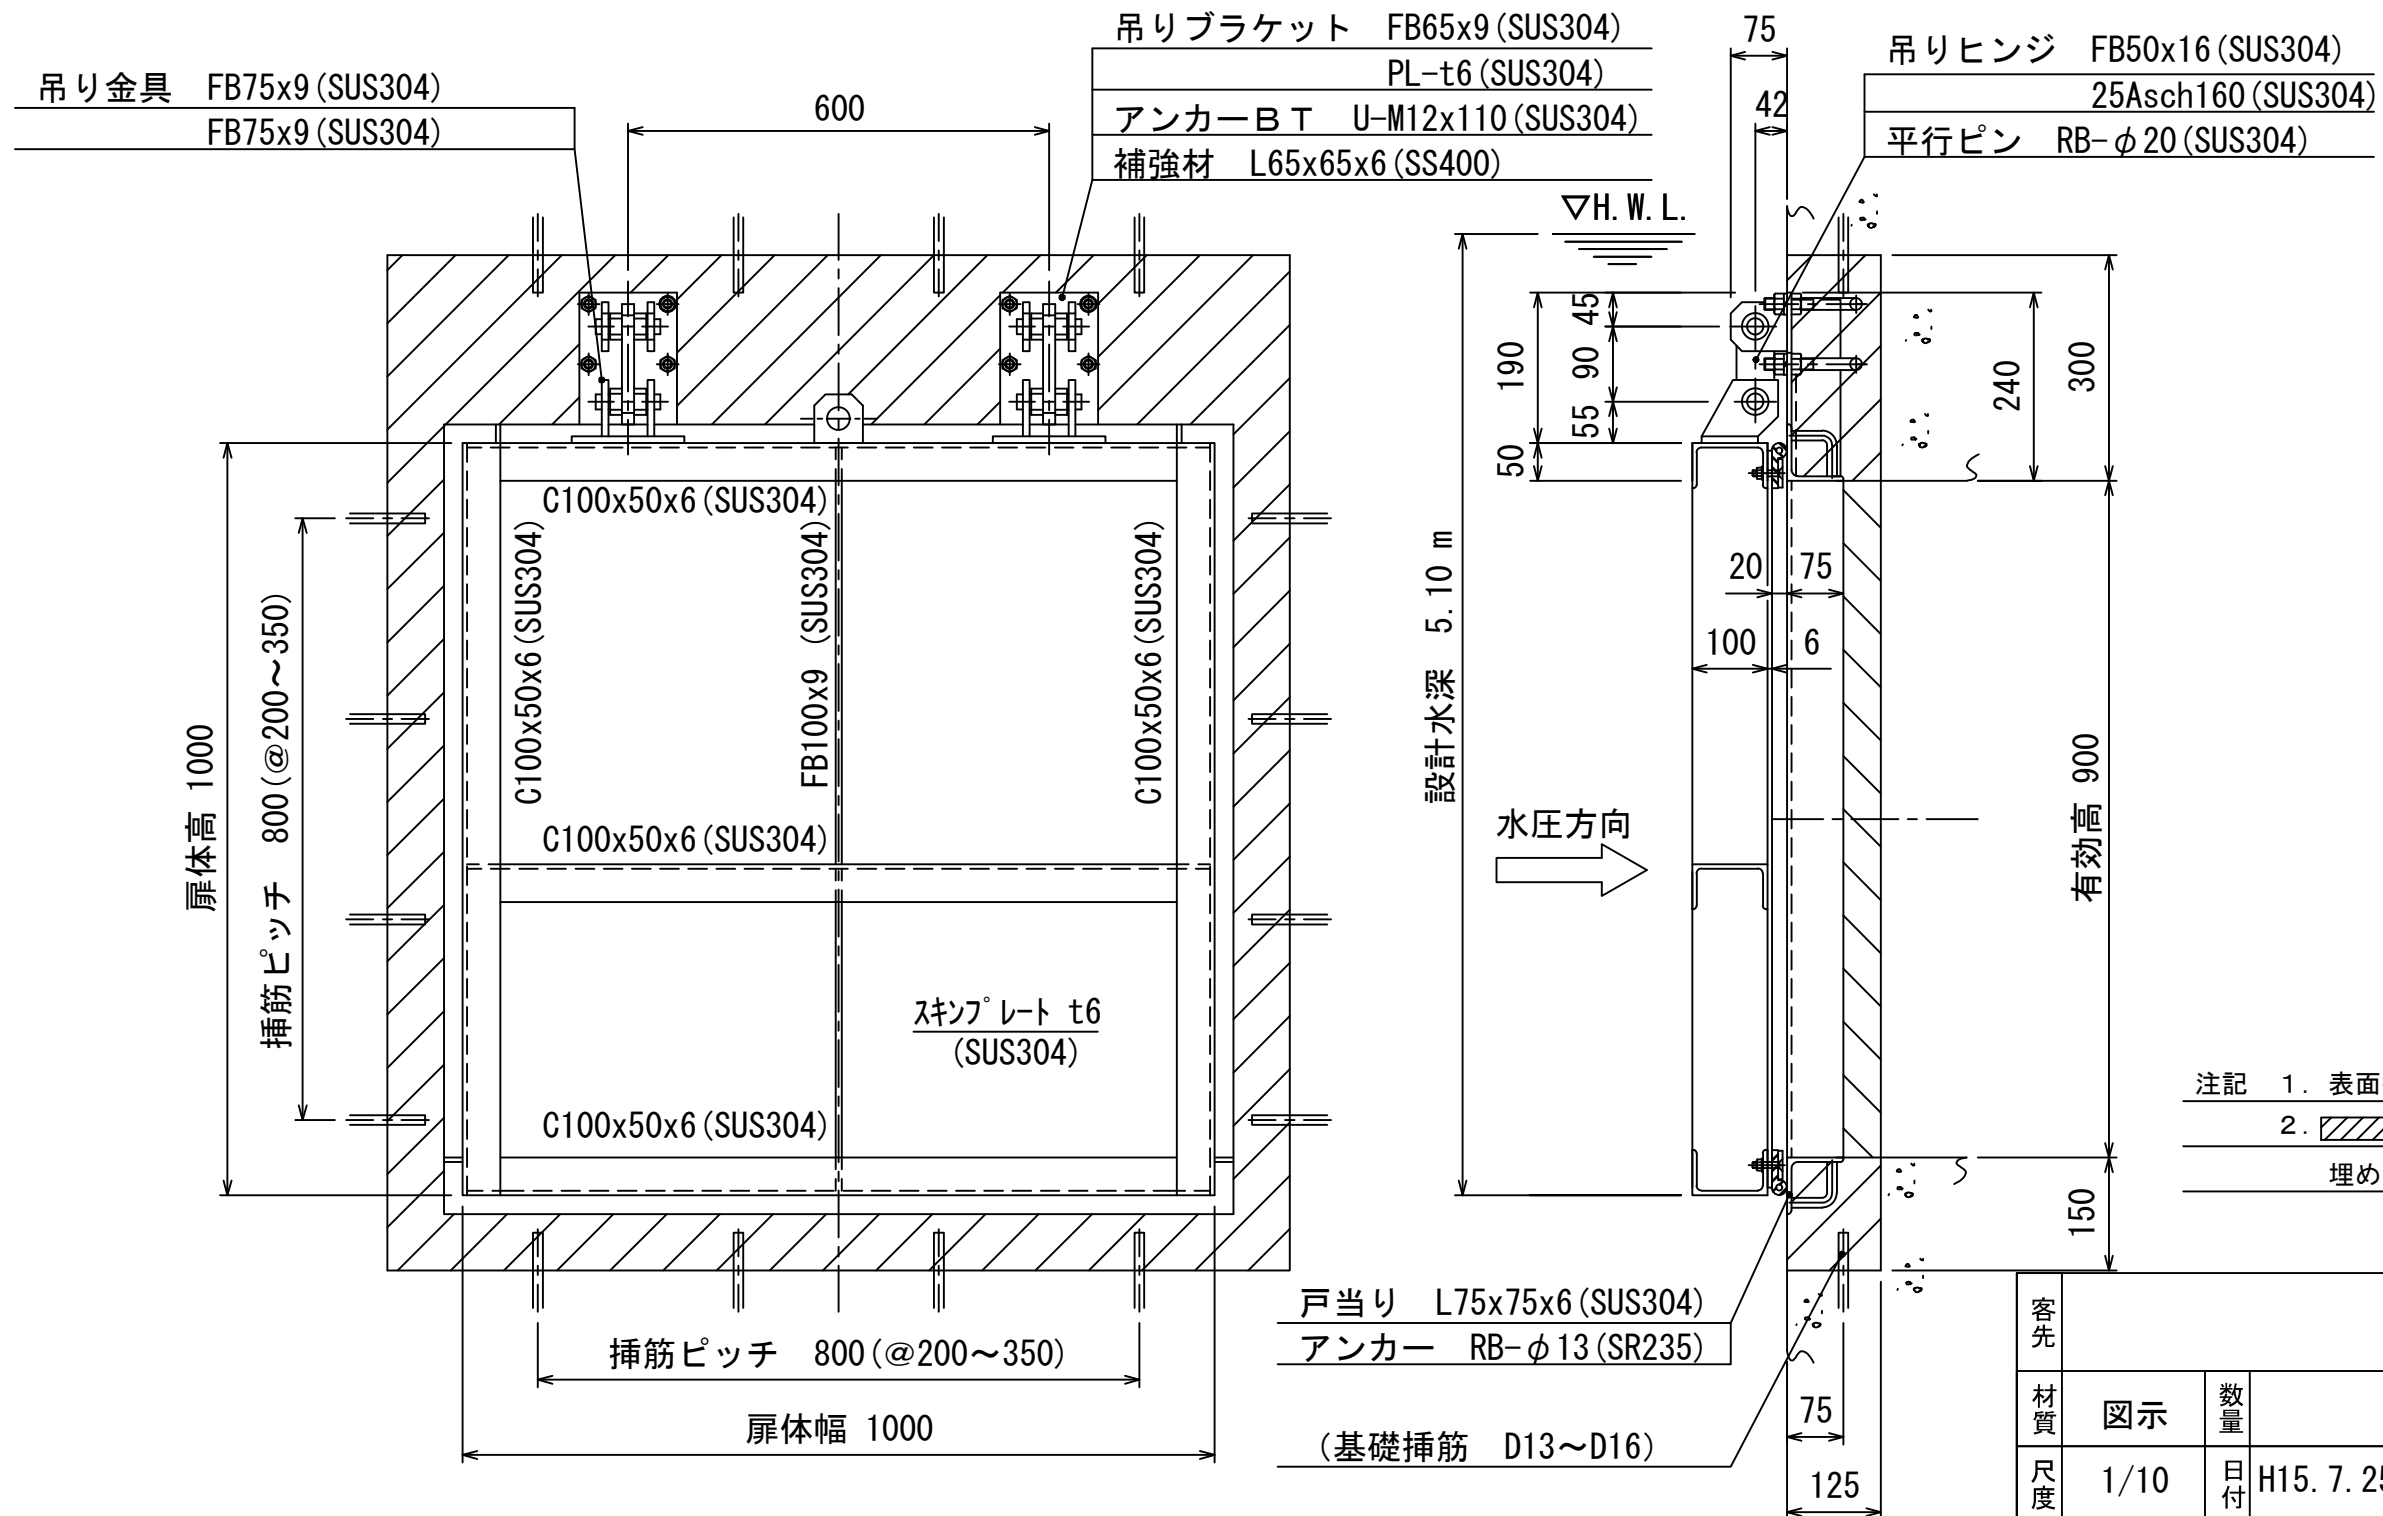 吊り金具 FB75x9(SUS304)
FB75x9(SUS304)
600
吊りブラケット FB65x9(SUS304)
PL-t6(SUS304)
アンカーＢＴ U-M12x110(SUS304)
補強材 L65x65x6(SS400)
75
42
吊りヒンジ FB50x16(SUS304)
25Asch160(SUS304)
平行ピン RB-φ20(SUS304)
▽H.W.L.
190
45
90
55
50
240
300
C100x50x6(SUS304)
C100x50x6(SUS304)
FB100x9 (SUS304)
C100x50x6(SUS304)
C100x50x6(SUS304)
スキンプレート t6
(SUS304)
C100x50x6(SUS304)
扉体高 1000
挿筋ピッチ 800(@200～350)
設計水深 5.10 m
水圧方向
20
75
100
6
有効高 900
150
挿筋ピッチ 800(@200～350)
扉体幅 1000
戸当り L75x75x6(SUS304)
アンカー RB-φ13(SR235)
(基礎挿筋 D13～D16)
75
125
注記 1. 表面
2.
埋め
客先
材質 図示 数量
尺度 1/10 日付 H15.7.25